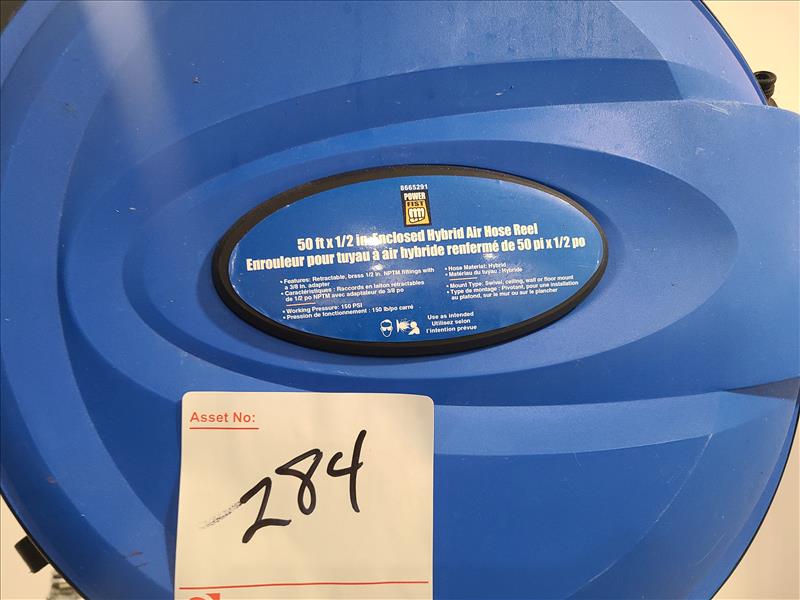 8665291
POWER
FIST
50 ft x 1/2 in. Enclosed Hybrid Air Hose Reel
Enrouleur pour tuyau à air hybride renfermé de 50 pi x 1/2 po
• Features: Retractable, brass 1/2 in. NPTM fittings with
a 3/8 in. adapter
• Caractéristiques : Raccords en laiton rétractables
de 1/2 po NPTM avec adaptateur de 3/8 po
• Working Pressure: 150 PSI
• Pression de fonctionnement : 150 lb/po carré
• Hose Material: Hybrid
• Matériau du tuyau : Hybride
• Mount Type: Swivel, ceiling, wall or floor mount
• Type de montage : Pivotant, pour une installation
au plafond, sur le mur ou sur le plancher
Use as intended
Utilisez selon
l'intention prévue
Asset No:
284